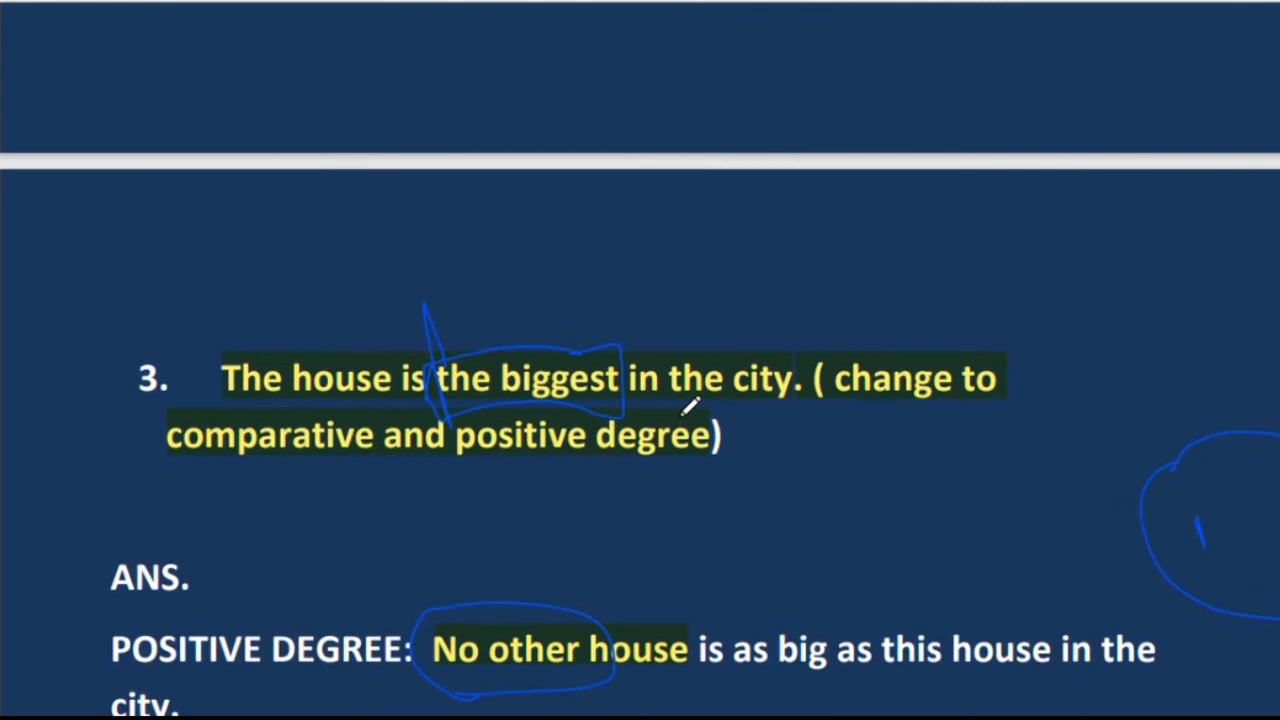 3. The house is the biggest in the city. ( change to
comparative and positive degree)
ANS.
POSITIVE DEGREE: No other house is as big as this house in the
city.